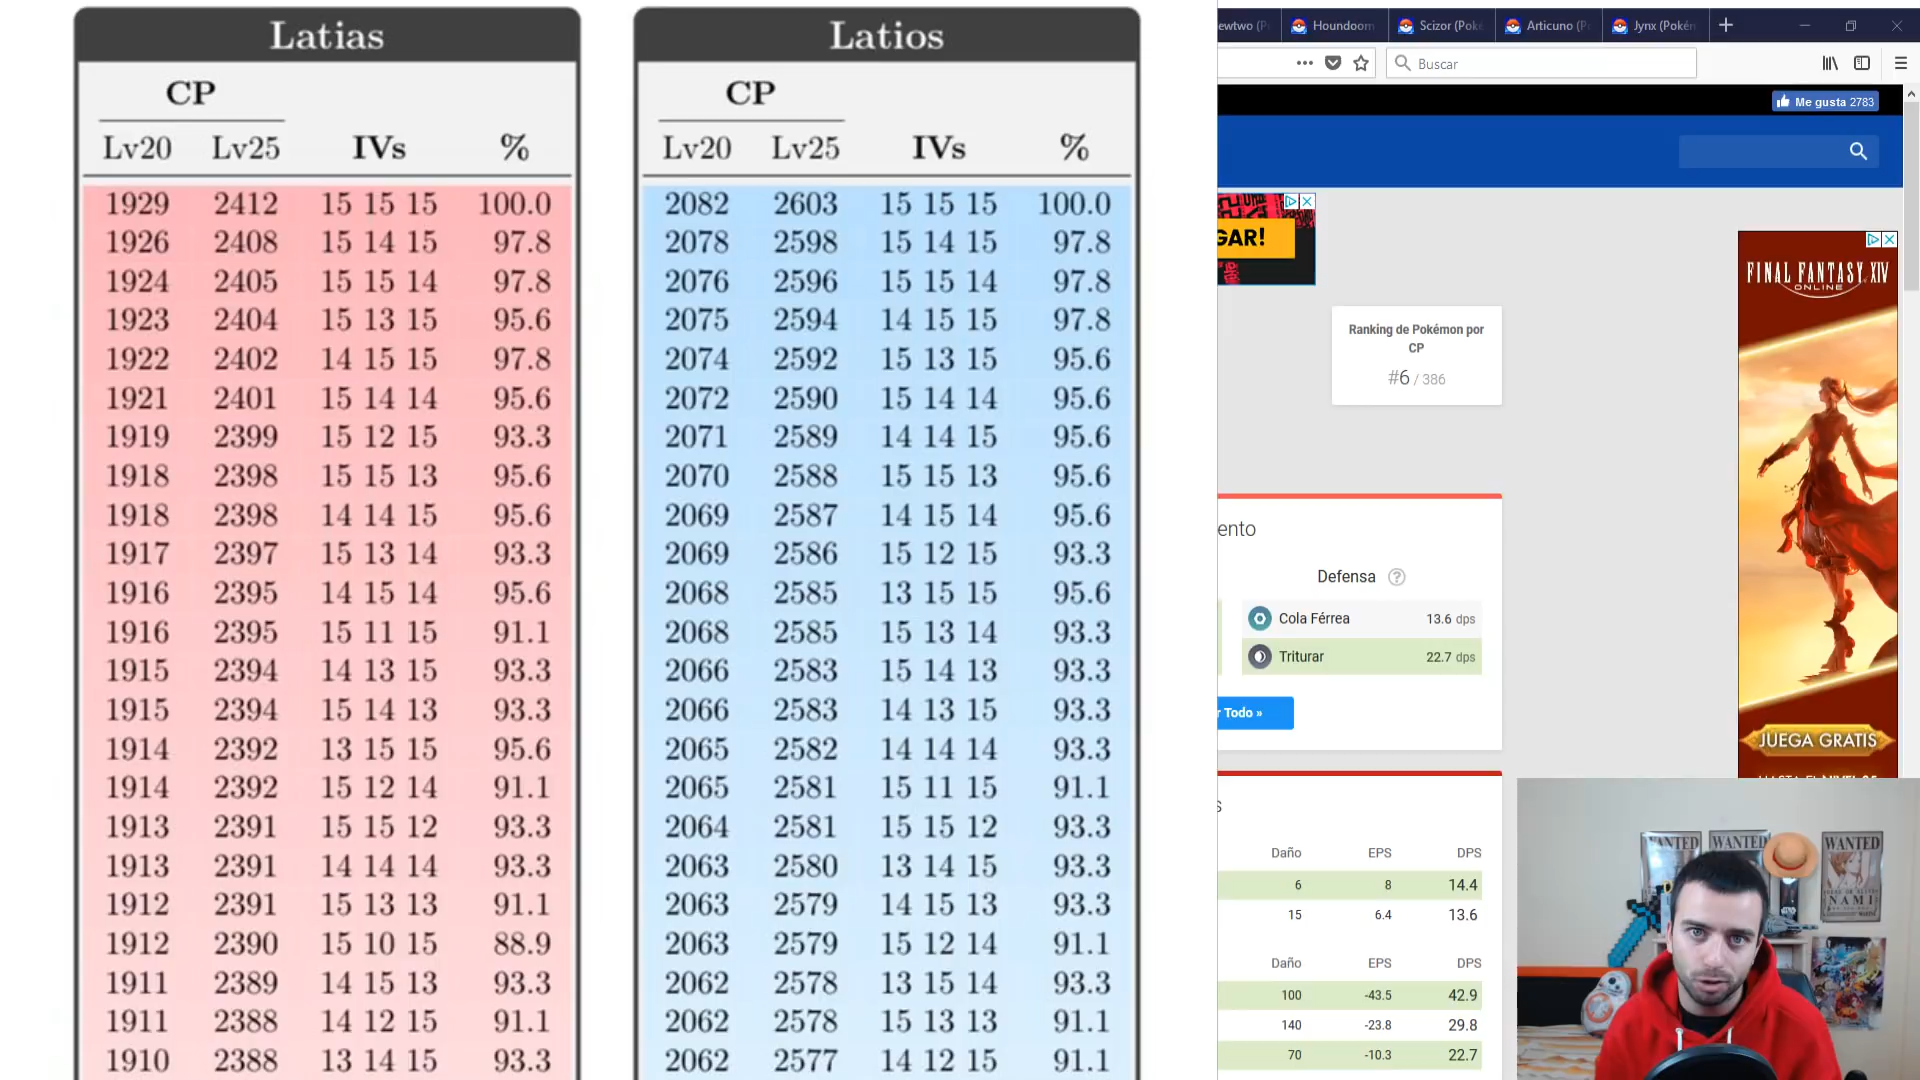 Latias
CP
Lv20 Lv25 IVs %
1929 2412 15 15 15 100.0
1926 2408 15 14 15 97.8
1924 2405 15 15 14 97.8
1923 2404 15 13 15 95.6
1922 2402 14 15 15 97.8
1921 2401 15 14 14 95.6
1919 2399 15 12 15 93.3
1918 2398 15 15 13 95.6
1918 2398 14 14 15 95.6
1917 2397 15 13 14 93.3
1916 2395 14 15 14 95.6
1916 2395 15 11 15 91.1
1915 2394 14 13 15 93.3
1915 2394 15 14 13 93.3
1914 2392 13 15 15 95.6
1914 2392 15 12 14 91.1
1913 2391 15 15 12 93.3
1913 2391 14 14 14 93.3
1912 2391 15 13 13 91.1
1912 2390 15 10 15 88.9
1911 2389 14 15 13 93.3
1911 2388 14 12 15 91.1
1910 2388 13 14 15 93.3
Latios
CP
Lv20 Lv25 IVs %
2082 2603 15 15 15 100.0
2078 2598 15 14 15 97.8
2076 2596 15 15 14 97.8
2075 2594 14 15 15 97.8
2074 2592 15 13 15 95.6
2072 2590 15 14 14 95.6
2071 2589 14 14 15 95.6
2070 2588 15 15 13 95.6
2069 2587 14 15 14 95.6
2069 2586 15 12 15 93.3
2068 2585 13 15 15 95.6
2068 2585 15 13 14 93.3
2066 2583 15 14 13 93.3
2066 2583 14 13 15 93.3
2065 2582 14 14 14 93.3
2065 2581 15 11 15 91.1
2064 2581 15 15 12 93.3
2063 2580 13 14 15 93.3
2063 2579 14 15 13 93.3
2063 2579 15 12 14 91.1
2062 2578 13 15 14 93.3
2062 2578 15 13 13 91.1
2062 2577 14 12 15 91.1
ewtwo (P Houndoom Scizor (Poké Articuno (P Jynx (Pokén
Buscar
Me gusta 2783
GAR!
Ranking de Pokémon por
CP
#6 / 386
ento
Defensa ?
Cola Férrea 13.6 dps
Triturar 22.7 dps
r Todo »
s
Daño EPS DPS
6 8 14.4
15 6.4 13.6
Daño EPS DPS
100 -43.5 42.9
140 -23.8 29.8
70 -10.3 22.7
FINAL FANTASY XIV
ONLINE
JUEGA GRATIS
WANTED
WANTED
WANTED
NAMI